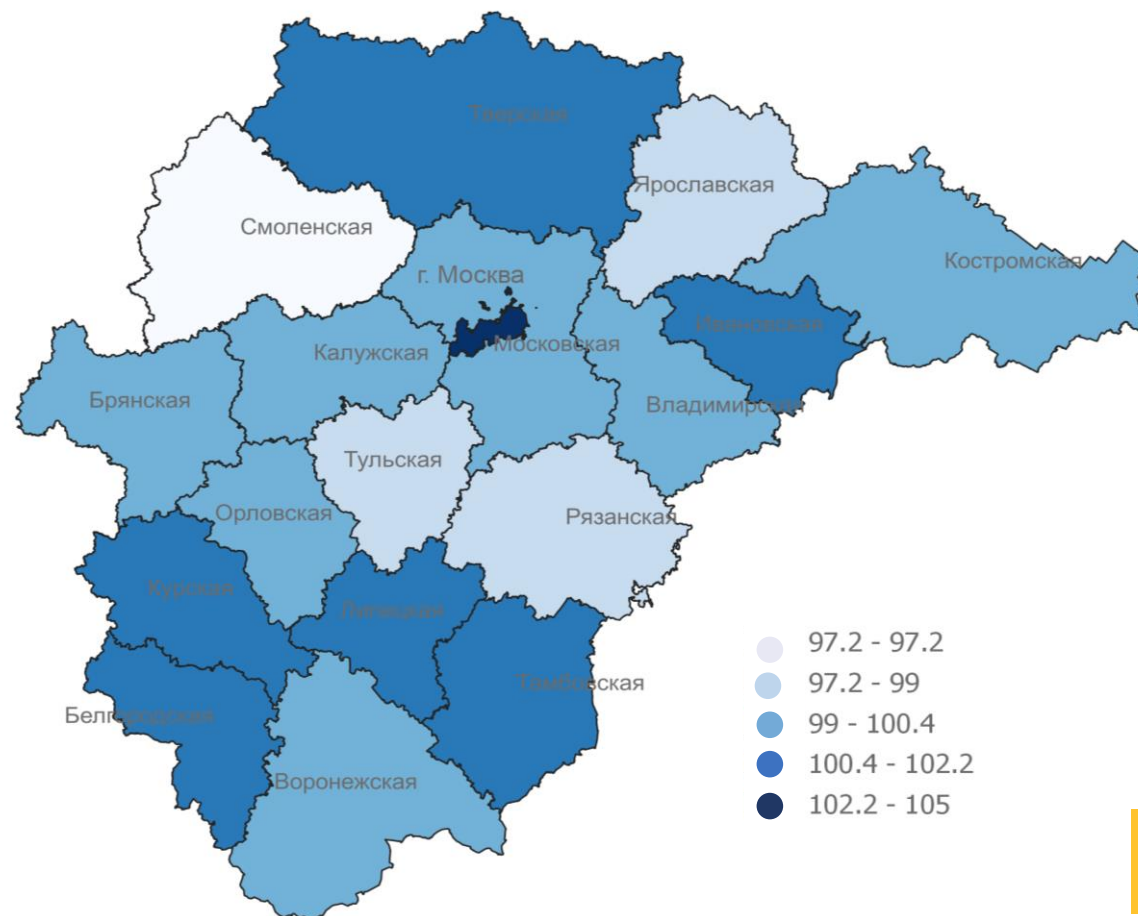 Тверская
Ярославская
Смоленская
Костромская
г. Москва
Ивановская
Московская
Калужская
Брянская
Владимирская
Тульская
Орловская
Рязанская
Курская
Липецкая
Тамбовская
Белгородская
Воронежская
97.2 - 97.2
97.2 - 99
99 - 100.4
100.4 - 102.2
102.2 - 105